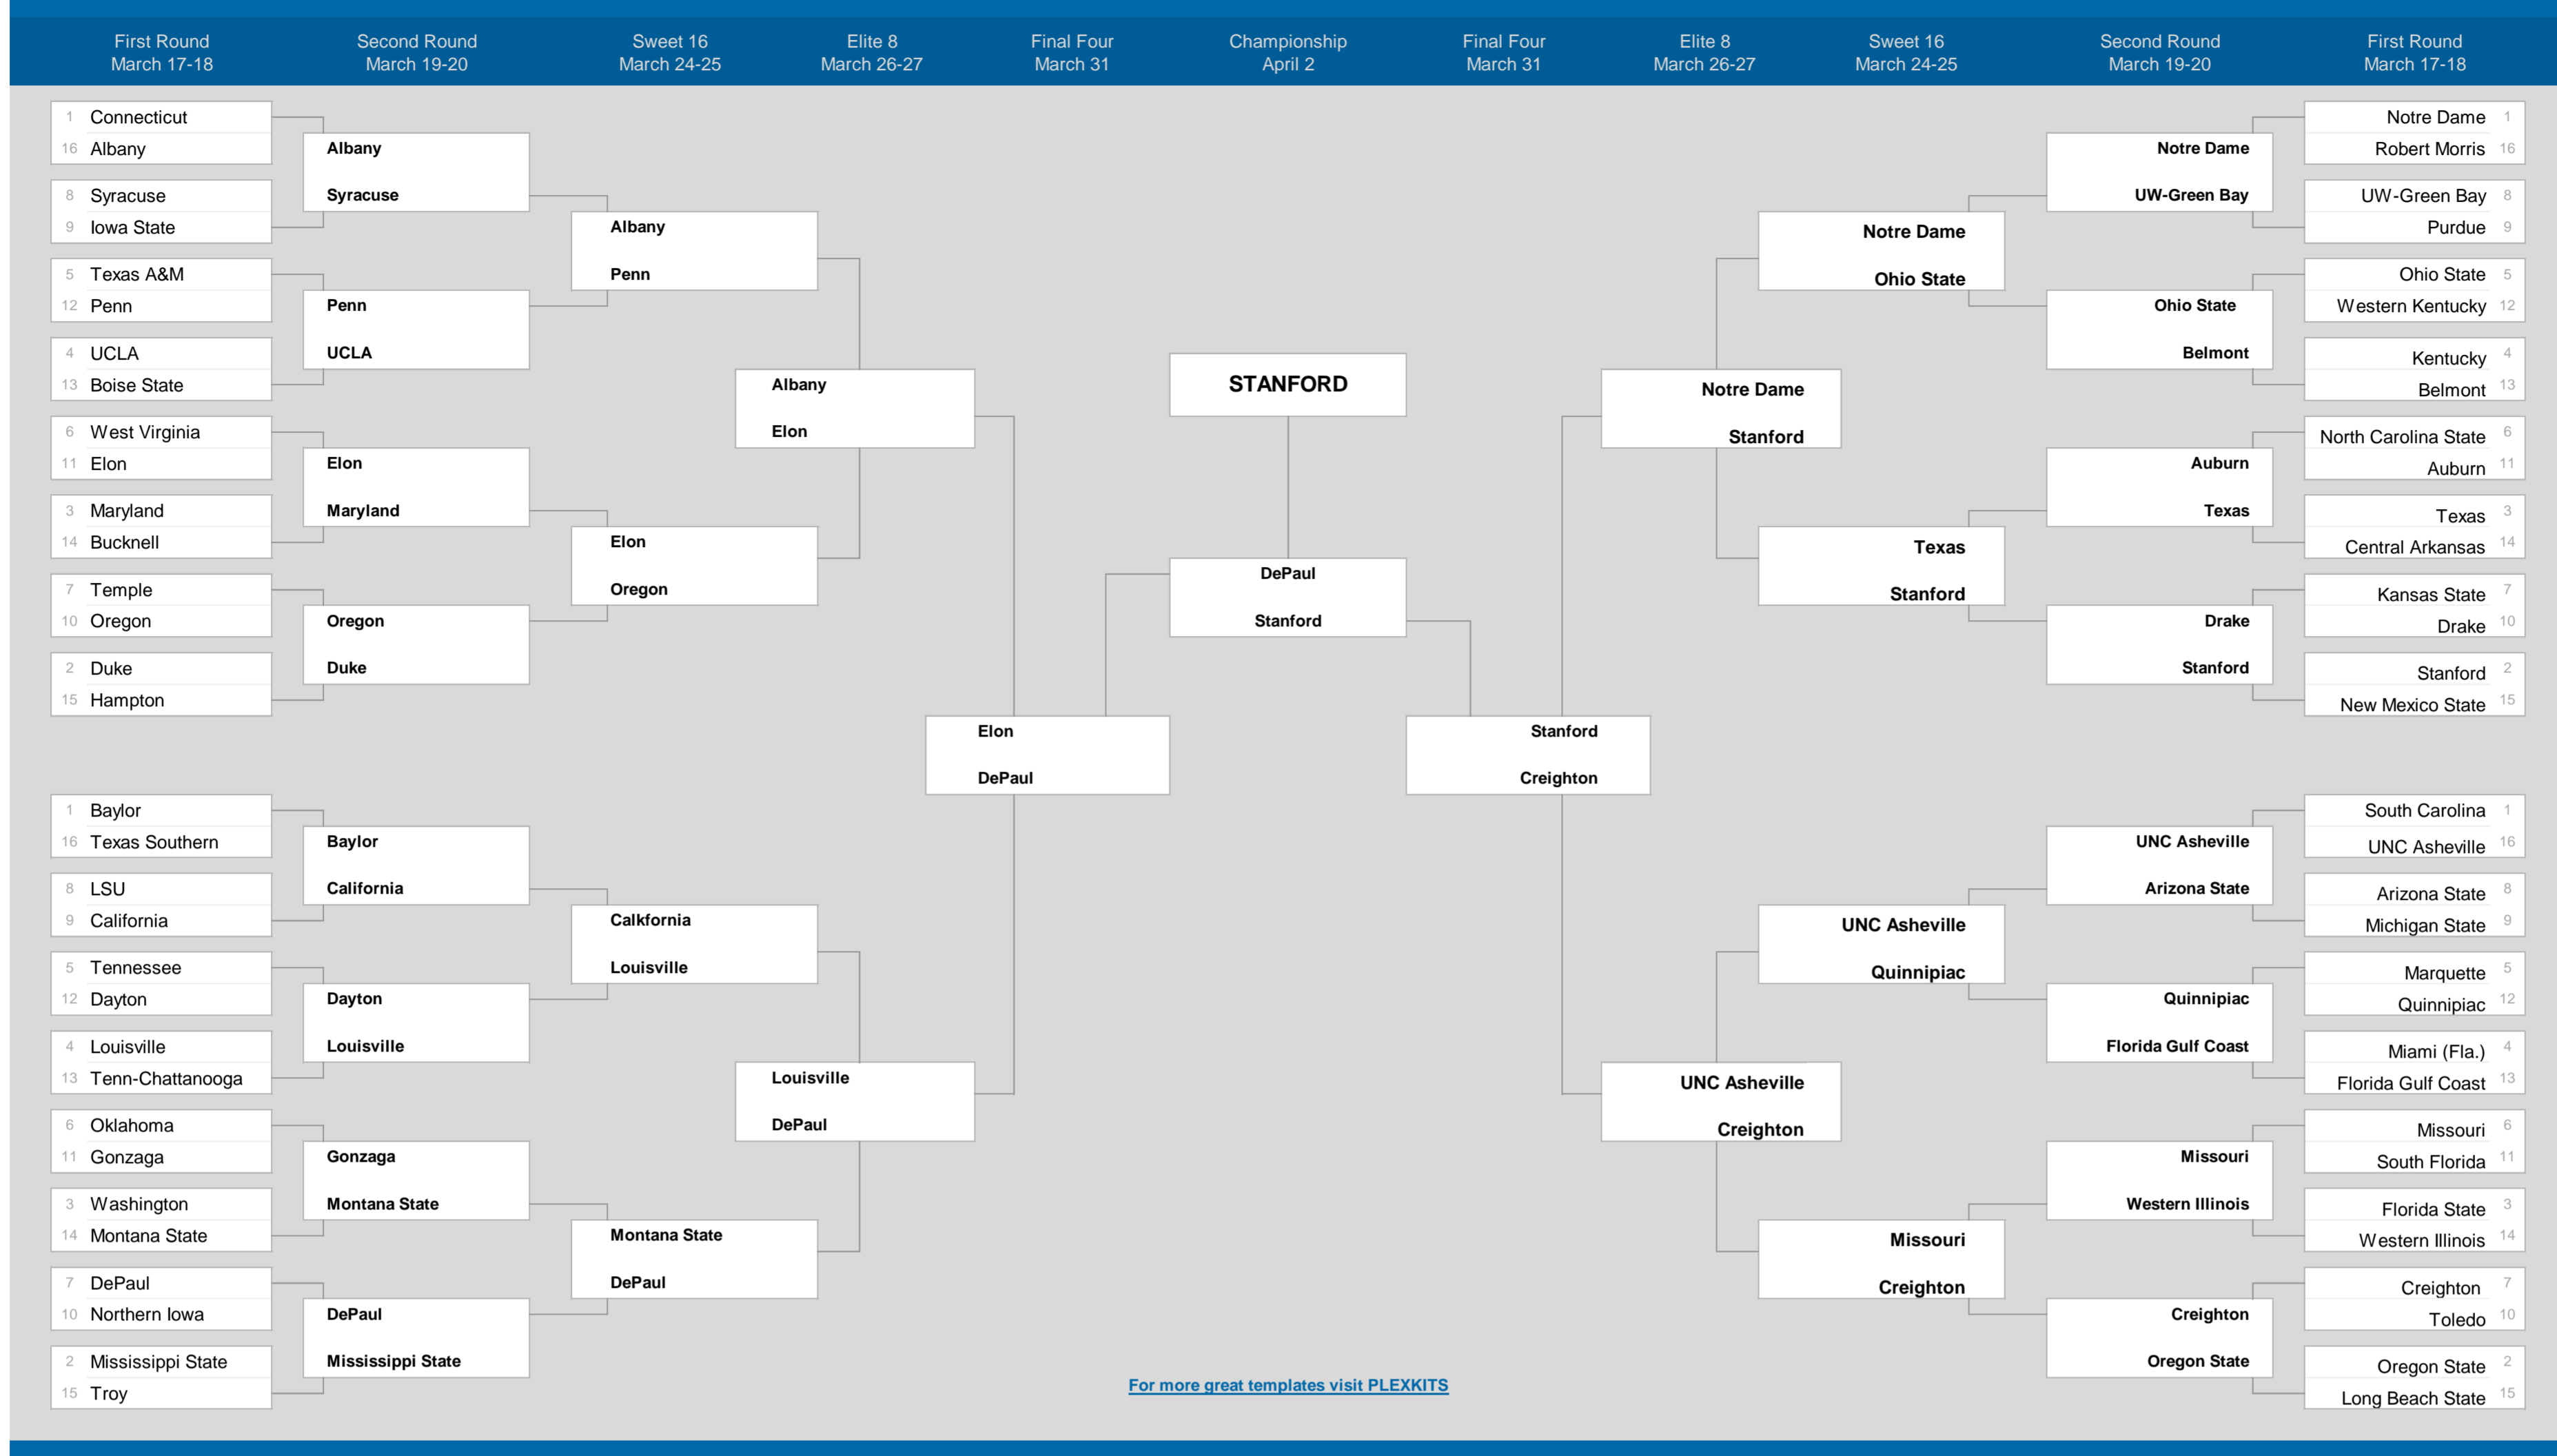 First Round Second Round Sweet 16 Elite 8 Final Four Championship Final Four Elite 8 Sweet 16 Second Round First Round
March 17-18 March 19-20 March 24-25 March 26-27 March 31 April 2 March 31 March 26-27 March 24-25 March 19-20 March 17-18
1 Connecticut
16 Albany
8 Syracuse
9 Iowa State
5 Texas A&M
12 Penn
4 UCLA
13 Boise State
6 West Virginia
11 Elon
3 Maryland
14 Bucknell
7 Temple
10 Oregon
2 Duke
15 Hampton
1 Baylor
16 Texas Southern
8 LSU
9 California
5 Tennessee
12 Dayton
4 Louisville
13 Tenn-Chattanooga
6 Oklahoma
11 Gonzaga
3 Washington
14 Montana State
7 DePaul
10 Northern Iowa
2 Mississippi State
15 Troy
Albany
Syracuse
Penn
UCLA
Elon
Maryland
Oregon
Duke
Baylor
California
Dayton
Louisville
Gonzaga
Montana State
DePaul
Mississippi State
Albany
Penn
Elon
Oregon
Calkfornia
Louisville
Montana State
DePaul
Albany
Elon
Louisville
DePaul
Elon
DePaul
STANFORD
DePaul
Stanford
For more great templates visit PLEXKITS
Stanford
Creighton
Notre Dame
Stanford
UNC Asheville
Creighton
Notre Dame
Ohio State
Texas
Stanford
UNC Asheville
Quinnipiac
Missouri
Creighton
Notre Dame
UW-Green Bay
Ohio State
Belmont
Auburn
Texas
Drake
Stanford
UNC Asheville
Arizona State
Quinnipiac
Florida Gulf Coast
Missouri
Western Illinois
Creighton
Oregon State
Notre Dame 1
Robert Morris 16
UW-Green Bay 8
Purdue 9
Ohio State 5
Western Kentucky 12
Kentucky 4
Belmont 13
North Carolina State 6
Auburn 11
Texas 3
Central Arkansas 14
Kansas State 7
Drake 10
Stanford 2
New Mexico State 15
South Carolina 1
UNC Asheville 16
Arizona State 8
Michigan State 9
Marquette 5
Quinnipiac 12
Miami (Fla.) 4
Florida Gulf Coast 13
Missouri 6
South Florida 11
Florida State 3
Western Illinois 14
Creighton 7
Toledo 10
Oregon State 2
Long Beach State 15